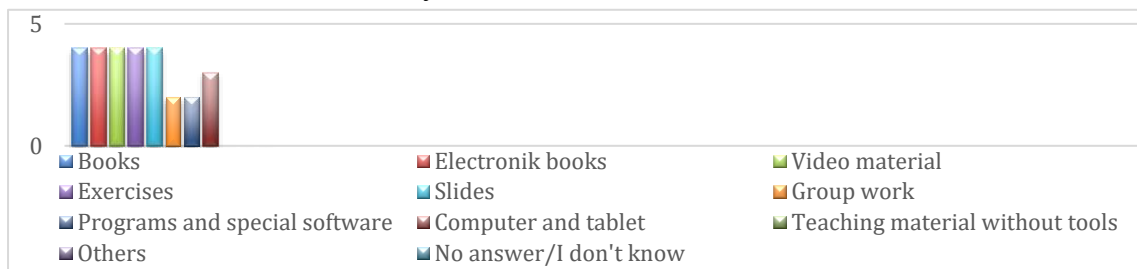 5
0
Books Electronik books Video material
Exercises Slides Group work
Programs and special software Computer and tablet Teaching material without tools
Others No answer/I don't know